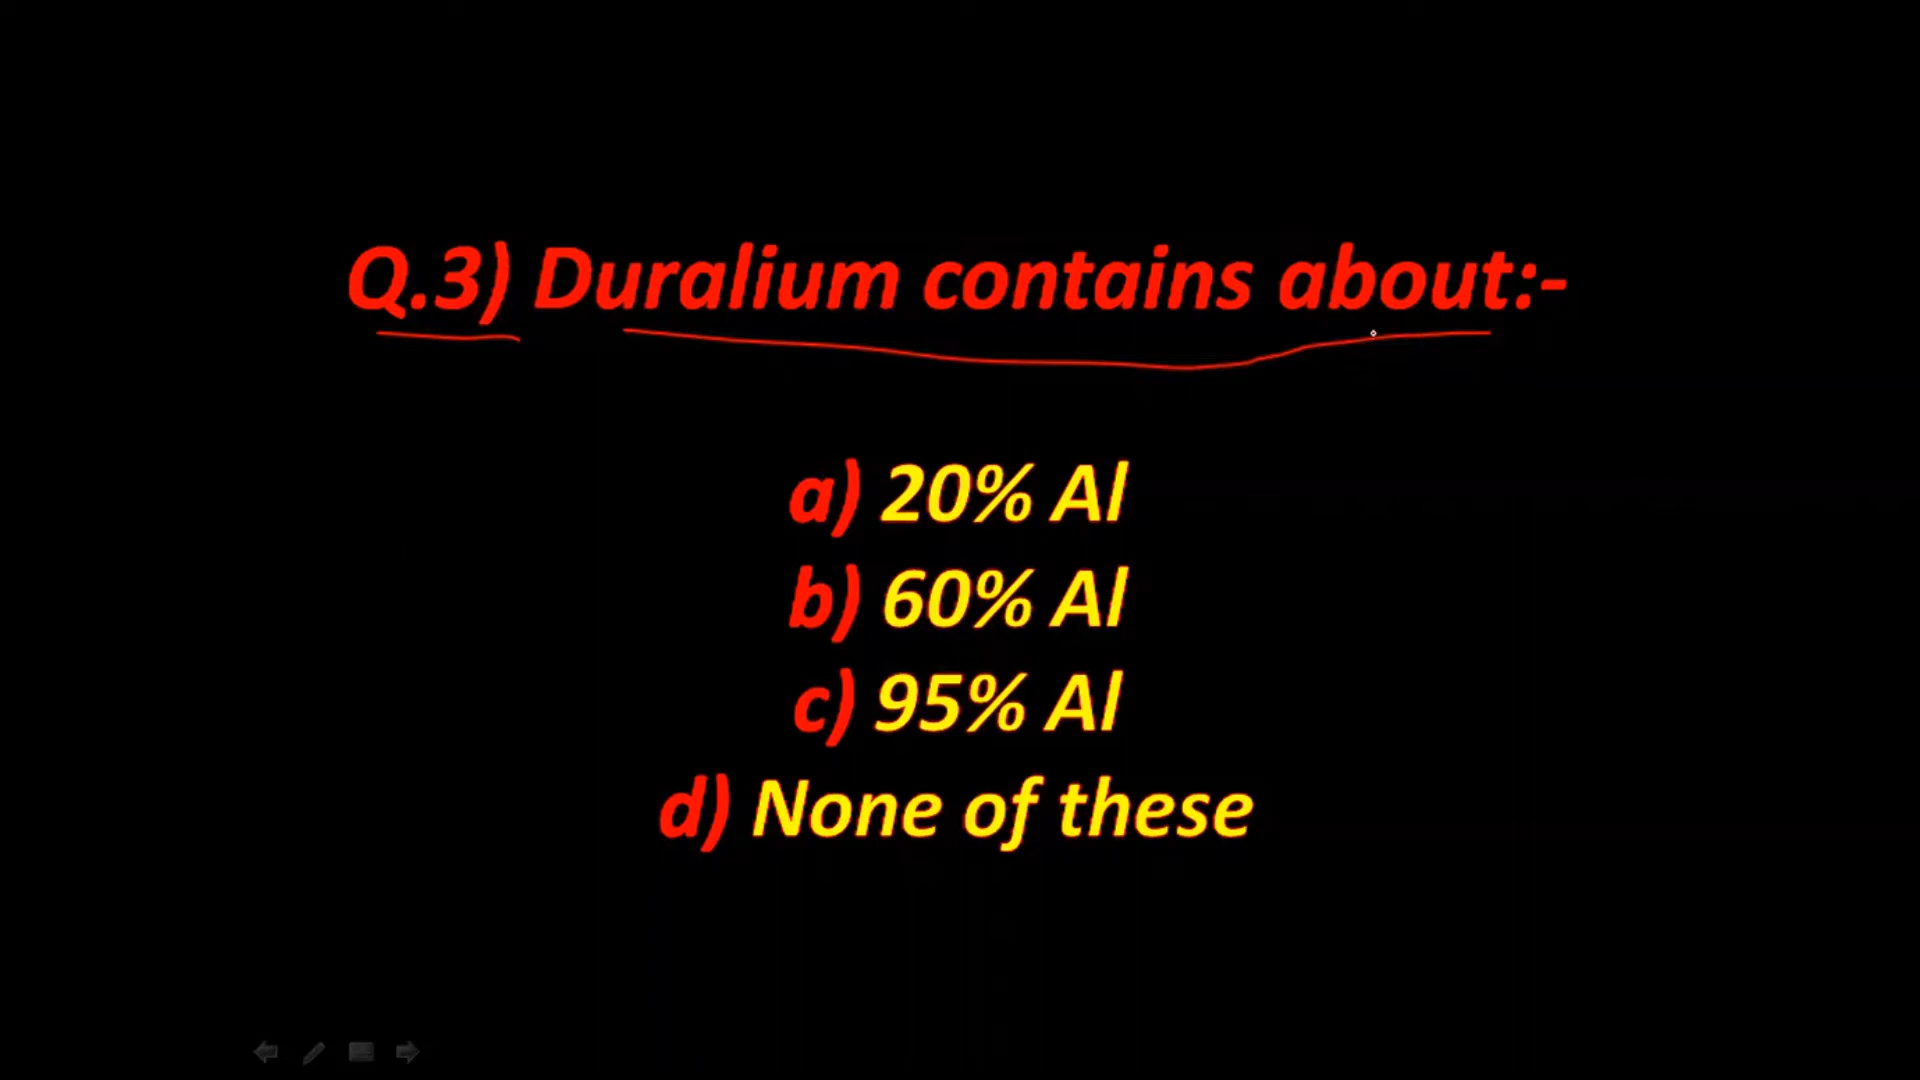 Q.3) Duralium contains about:-
a) 20% Al
b) 60% Al
c) 95% Al
d) None of these